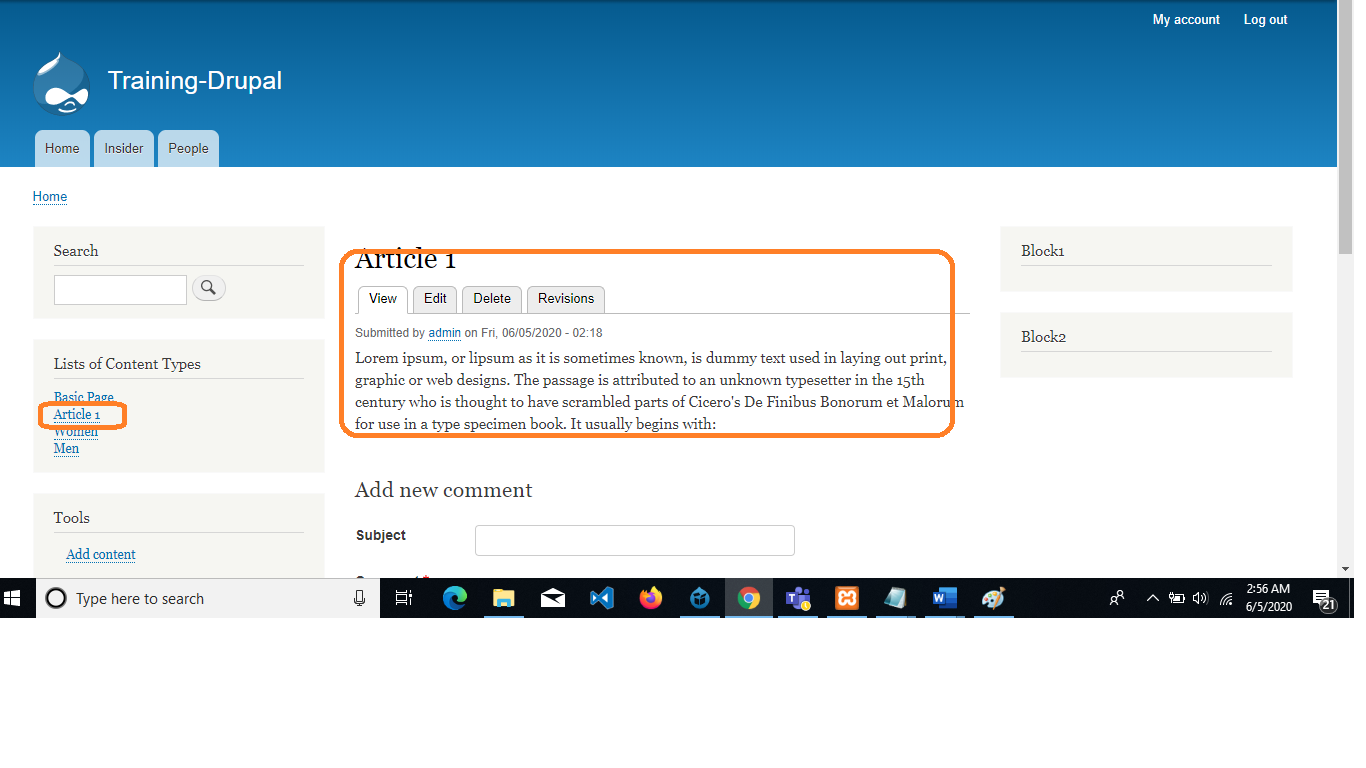 My account Log out
Training-Drupal
Home Insider People
Home
Search
Lists of Content Types
Basic Page
Article 1
Women
Men
Tools
Add content
Article 1
View Edit Delete Revisions
Submitted by admin on Fri, 06/05/2020 - 02:18
Lorem ipsum, or lipsum as it is sometimes known, is dummy text used in laying out print,
graphic or web designs. The passage is attributed to an unknown typesetter in the 15th
century who is thought to have scrambled parts of Cicero's De Finibus Bonorum et Malorum
for use in a type specimen book. It usually begins with:
Add new comment
Subject
Block1
Block2
Type here to search
2:56 AM
6/5/2020
21